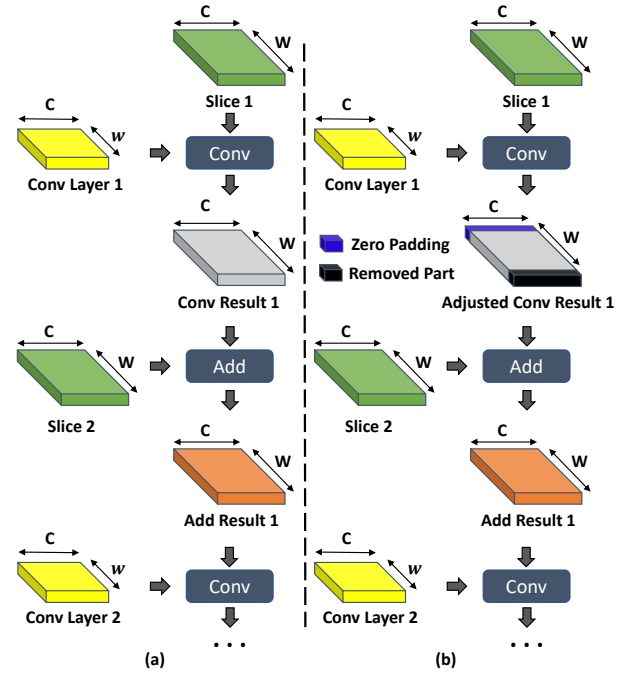 C
W
Slice 1
C
w
Conv Layer 1
Conv
C
W
Conv Result 1
C
W
Slice 2
Add
C
W
Add Result 1
C
w
Conv Layer 2
Conv
. . .
(a)
C
W
Slice 1
C
w
Conv Layer 1
Conv
Zero Padding
Removed Part
C
W
Adjusted Conv Result 1
C
W
Slice 2
Add
C
W
Add Result 1
C
w
Conv Layer 2
Conv
. . .
(b)